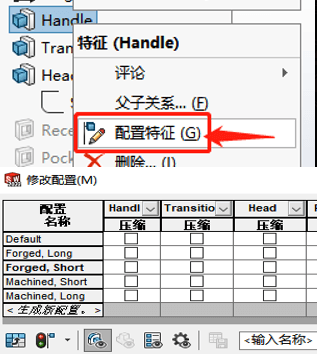 Handle
特征 (Handle)
Tran
评论
Head
父子关系... (F)
配置特征 (G)
Rece
删除... (I)
Pock
修改配置(M)
配置
名称
Handl
Transitio
Head
压缩
压缩
压缩
Default
Forged, Long
Forged, Short
Machined, Short
Machined, Long
< 生成新配置。 >
<输入名称>